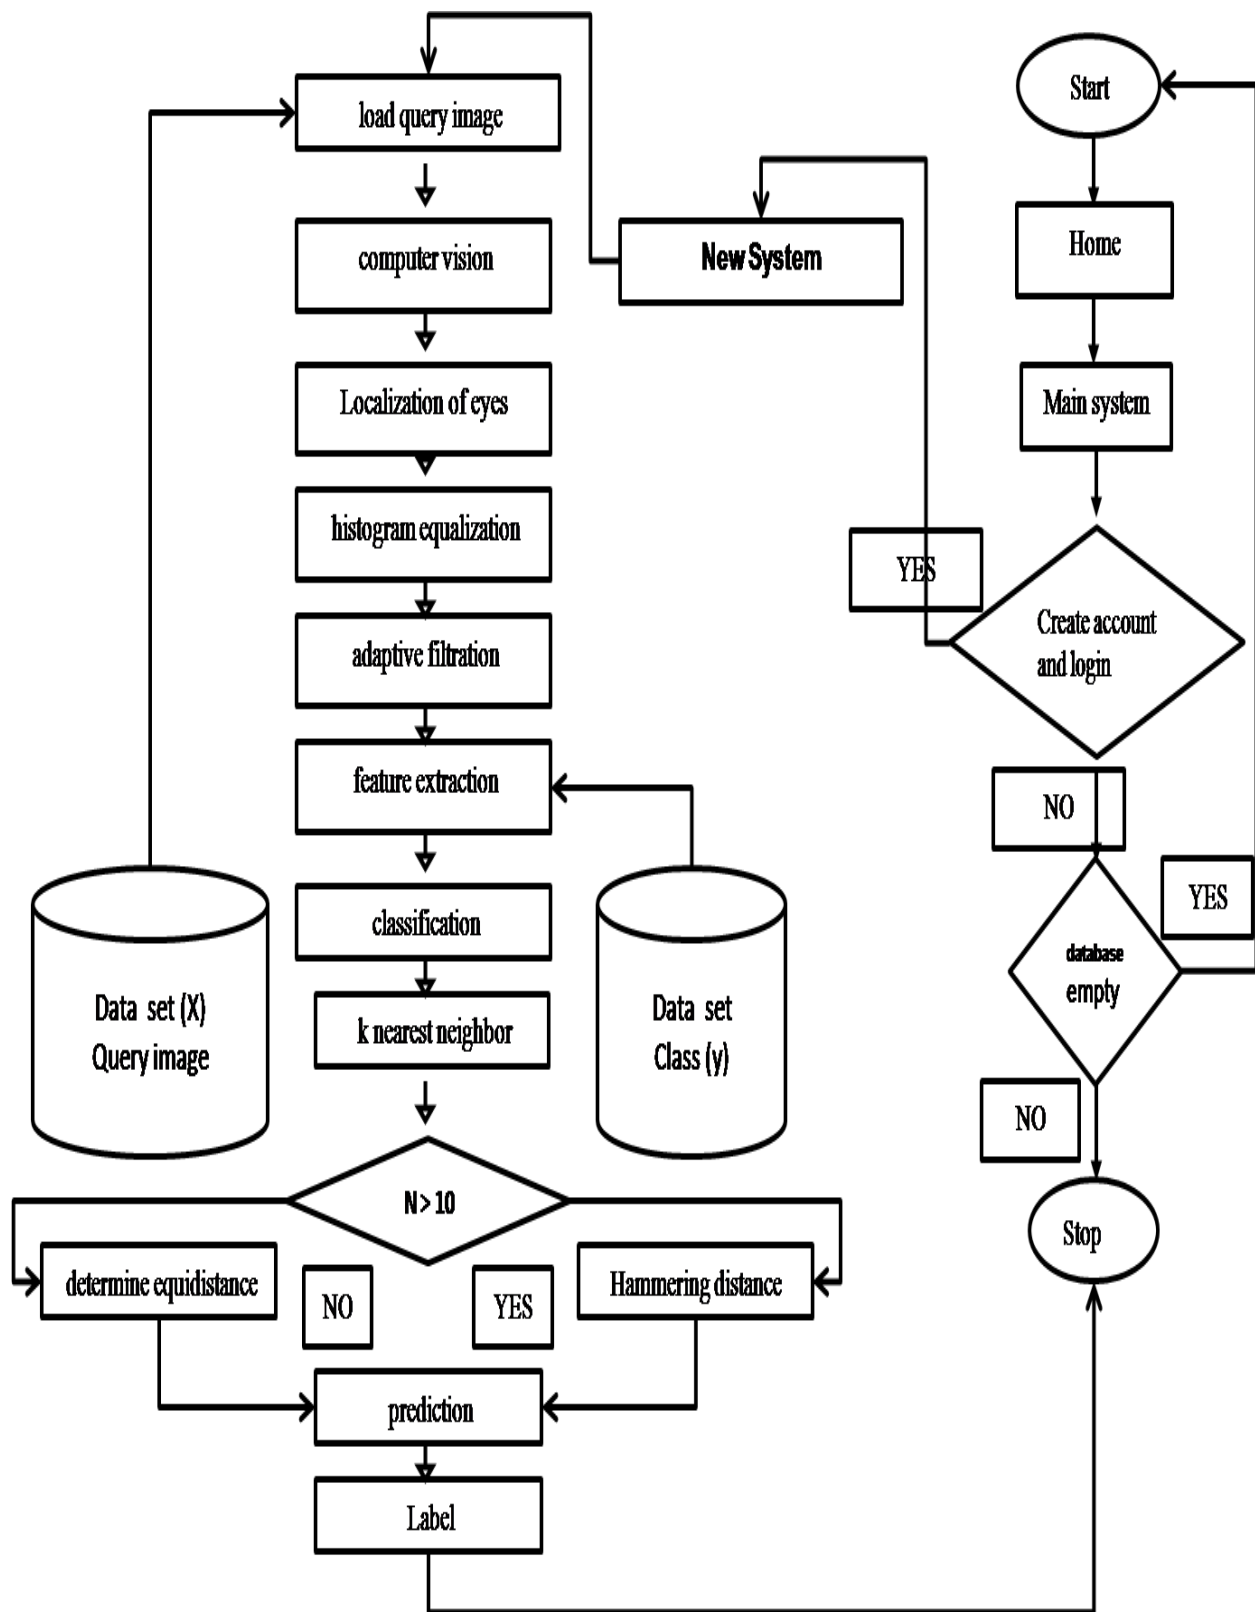 Start
load query image
Home
New System
computer vision
Main system
Localization of eyes
histogram equalization
YES
Create account
and login
adaptive filtration
feature extraction
NO
YES
classification
database
empty
Data set (X)
Query image
k nearest neighbor
Data set
Class (y)
NO
N > 10
Stop
determine equidistance
NO
YES
Hammering distance
prediction
Label